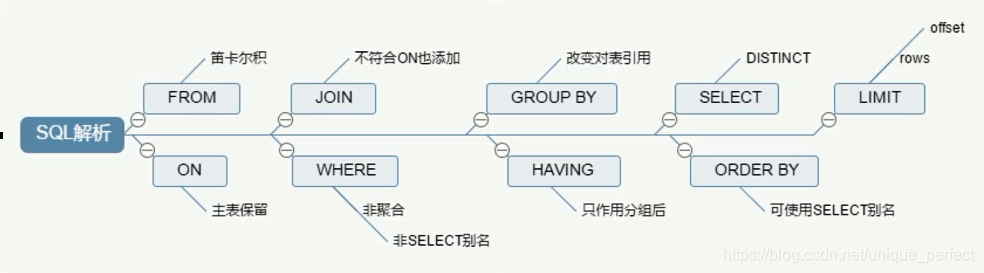 offset
笛卡尔积
不符合ON也添加
改变对表引用
DISTINCT
rows
FROM
JOIN
GROUP BY
SELECT
LIMIT
SQL解析
ON
WHERE
HAVING
ORDER BY
主表保留
非聚合
只作用分组后
可使用SELECT别名
非SELECT别名
https://blog.csdn.net/unique_perfect